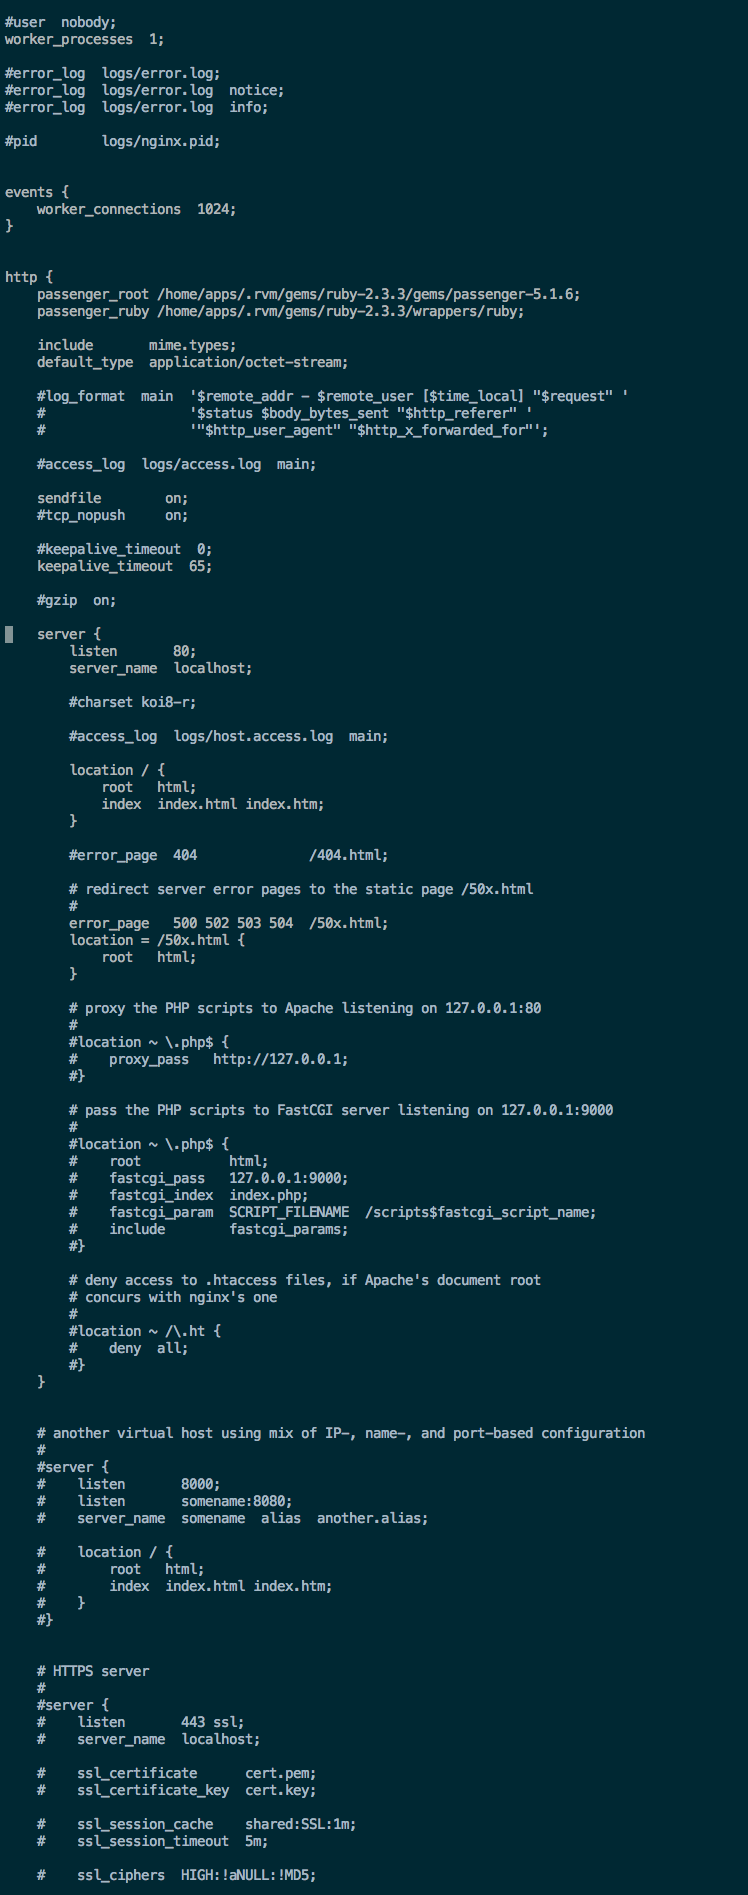 #user  nobody;
worker_processes  1;

#error_log  logs/error.log;
#error_log  logs/error.log  notice;
#error_log  logs/error.log  info;

#pid        logs/nginx.pid;


events {
    worker_connections  1024;
}


http {
    passenger_root /home/apps/.rvm/gems/ruby-2.3.3/gems/passenger-5.1.6;
    passenger_ruby /home/apps/.rvm/gems/ruby-2.3.3/wrappers/ruby;

    include       mime.types;
    default_type  application/octet-stream;

    #log_format  main  '$remote_addr - $remote_user [$time_local] "$request" '
    #                  '$status $body_bytes_sent "$http_referer" '
    #                  '"$http_user_agent" "$http_x_forwarded_for"';

    #access_log  logs/access.log  main;

    sendfile        on;
    #tcp_nopush     on;

    #keepalive_timeout  0;
    keepalive_timeout  65;

    #gzip  on;

    server {
        listen       80;
        server_name  localhost;

        #charset koi8-r;

        #access_log  logs/host.access.log  main;

        location / {
            root   html;
            index  index.html index.htm;
        }

        #error_page  404              /404.html;

        # redirect server error pages to the static page /50x.html
        #
        error_page   500 502 503 504  /50x.html;
        location = /50x.html {
            root   html;
        }

        # proxy the PHP scripts to Apache listening on 127.0.0.1:80
        #
        #location ~ \.php$ {
        #    proxy_pass   http://127.0.0.1;
        #}

        # pass the PHP scripts to FastCGI server listening on 127.0.0.1:9000
        #
        #location ~ \.php$ {
        #    root           html;
        #    fastcgi_pass   127.0.0.1:9000;
        #    fastcgi_index  index.php;
        #    fastcgi_param  SCRIPT_FILENAME  /scripts$fastcgi_script_name;
        #    include        fastcgi_params;
        #}

        # deny access to .htaccess files, if Apache's document root
        # concurs with nginx's one
        #
        #location ~ /\.ht {
        #    deny  all;
        #}
    }


    # another virtual host using mix of IP-, name-, and port-based configuration
    #
    #server {
    #    listen       8000;
    #    listen       somename:8080;
    #    server_name  somename  alias  another.alias;

    #    location / {
    #        root   html;
    #        index  index.html index.htm;
    #    }
    #}


    # HTTPS server
    #
    #server {
    #    listen       443 ssl;
    #    server_name  localhost;

    #    ssl_certificate      cert.pem;
    #    ssl_certificate_key  cert.key;

    #    ssl_session_cache    shared:SSL:1m;
    #    ssl_session_timeout  5m;

    #    ssl_ciphers  HIGH:!aNULL:!MD5;